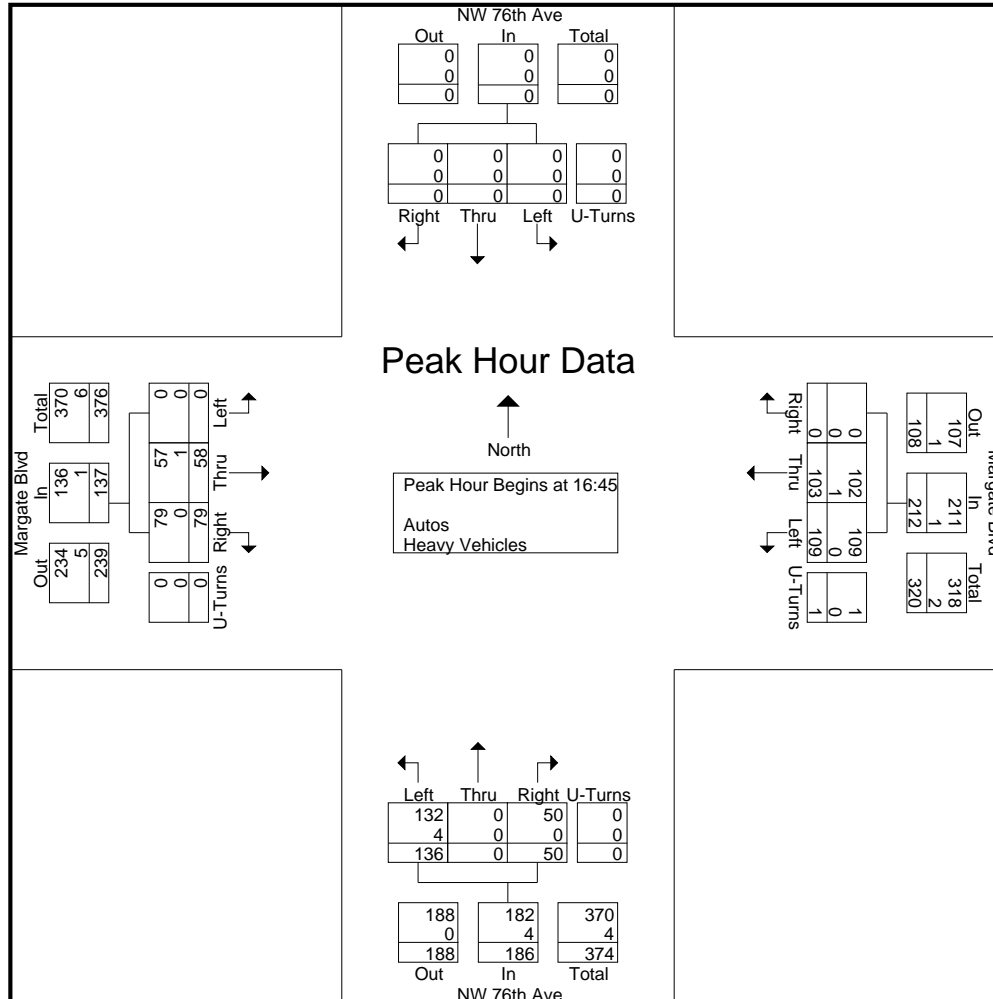 NW 76th Ave
Out In Total
0 0 0
0 0 0
0 0 0
0 0 0 0
0 0 0 0
0 0 0 0
Right Thru Left U-Turns
Peak Hour Data
North
Peak Hour Begins at 16:45
Autos
Heavy Vehicles
Margate Blvd
Out In Total
234 136 370
5 1 6
239 137 376
0 79 57 0
0 0 1 0
0 79 58 0
U-Turns Right Thru Left
Margate Blvd
Out In Total
107 211 318
1 1 2
108 212 320
0 102 109 1
0 1 0 0
0 103 109 1
Right Thru Left U-Turns
Left Thru Right U-Turns
132 0 50 0
4 0 0 0
136 0 50 0
188 182 370
0 4 4
188 186 374
Out In Total
NW 76th Ave